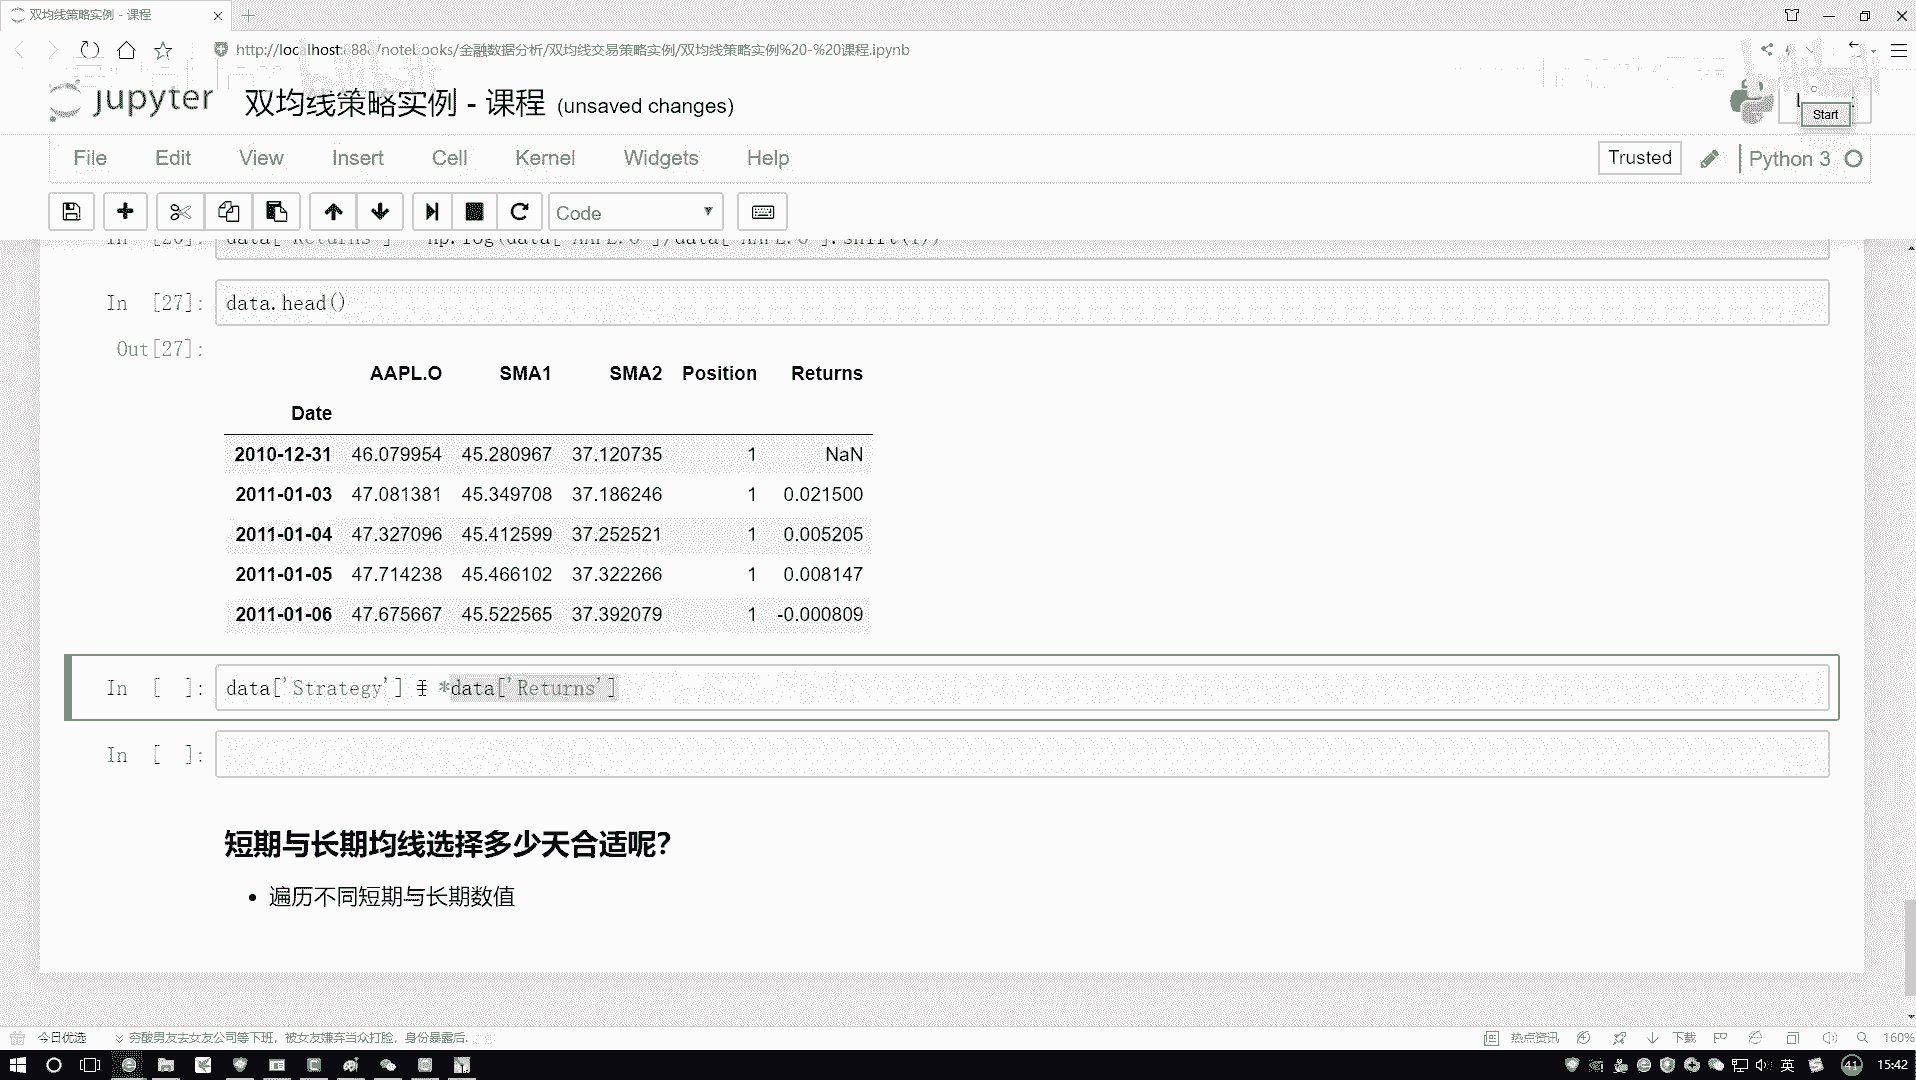 双均线策略实例 - 课程
http://localhost:888/notebooks/金融数据分析/双均线交易策略实例/双均线策略实例%20-%20课程.ipynb
jupyter 双均线策略实例 - 课程 (unsaved changes)
Start
File Edit View Insert Cell Kernel Widgets Help
Trusted Python 3
Code
In [27]: data.head()
Out[27]:
AAPL.O SMA1 SMA2 Position Returns
Date
2010-12-31 46.079954 45.280967 37.120735 1 NaN
2011-01-03 47.081381 45.349708 37.186246 1 0.021500
2011-01-04 47.327096 45.412599 37.252521 1 0.005205
2011-01-05 47.714238 45.466102 37.322266 1 0.008147
2011-01-06 47.675667 45.522565 37.392079 1 -0.000809
In [ ]: data['Strategy'] = *data['Returns']
In [ ]:
短期与长期均线选择多少天合适呢?
• 遍历不同短期与长期数值
今日优选 夯酸男友去女友公司等下班，被女友嫌弃当众打脸，身份暴露后. 热点资讯 下载 160%
英 41 15:42